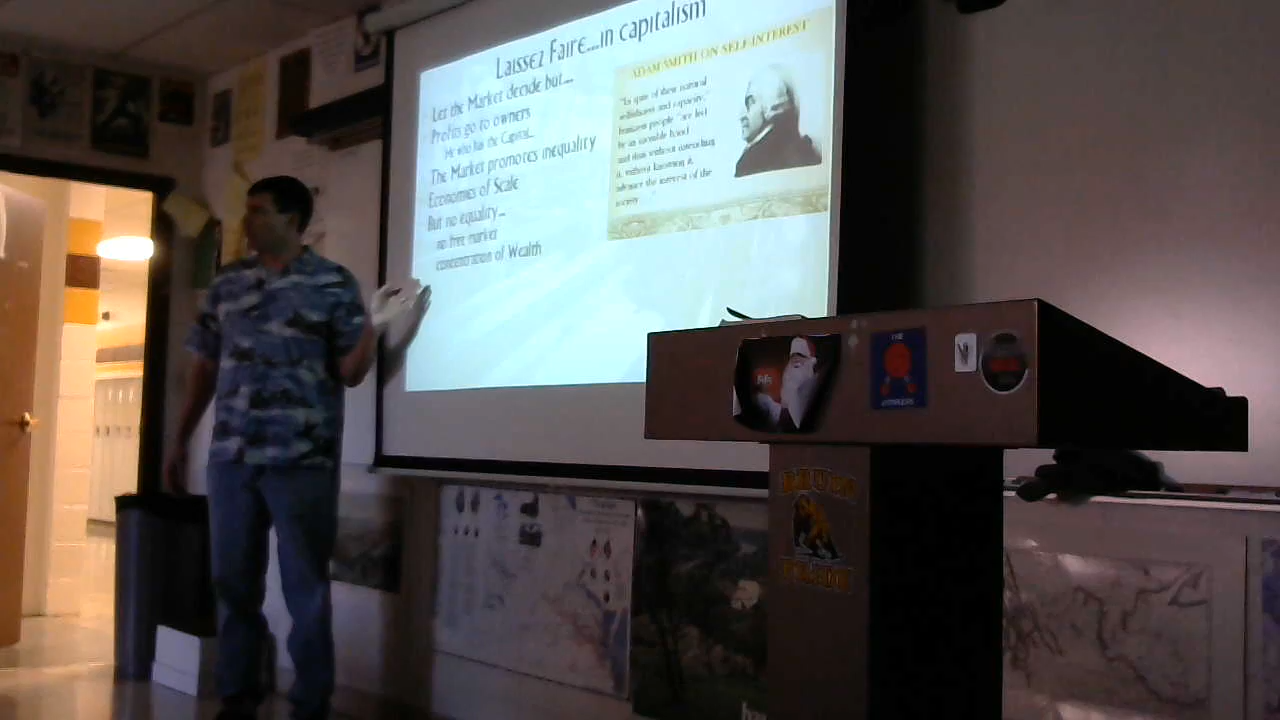 Laissez Faire...in capitalism
Let the Market decide but...
Profits go to owners
He who has the Capital...
The Market promotes inequality
Economies of Scale
But no equality...
no free market
concentration of Wealth
ADAM SMITH ON SELF INTEREST
"In spite of their natural
selfishness and rapacity,"
business people "are led
by an invisible hand
and thus without intending
it, without knowing it,
advance the interest of the
society."
THE